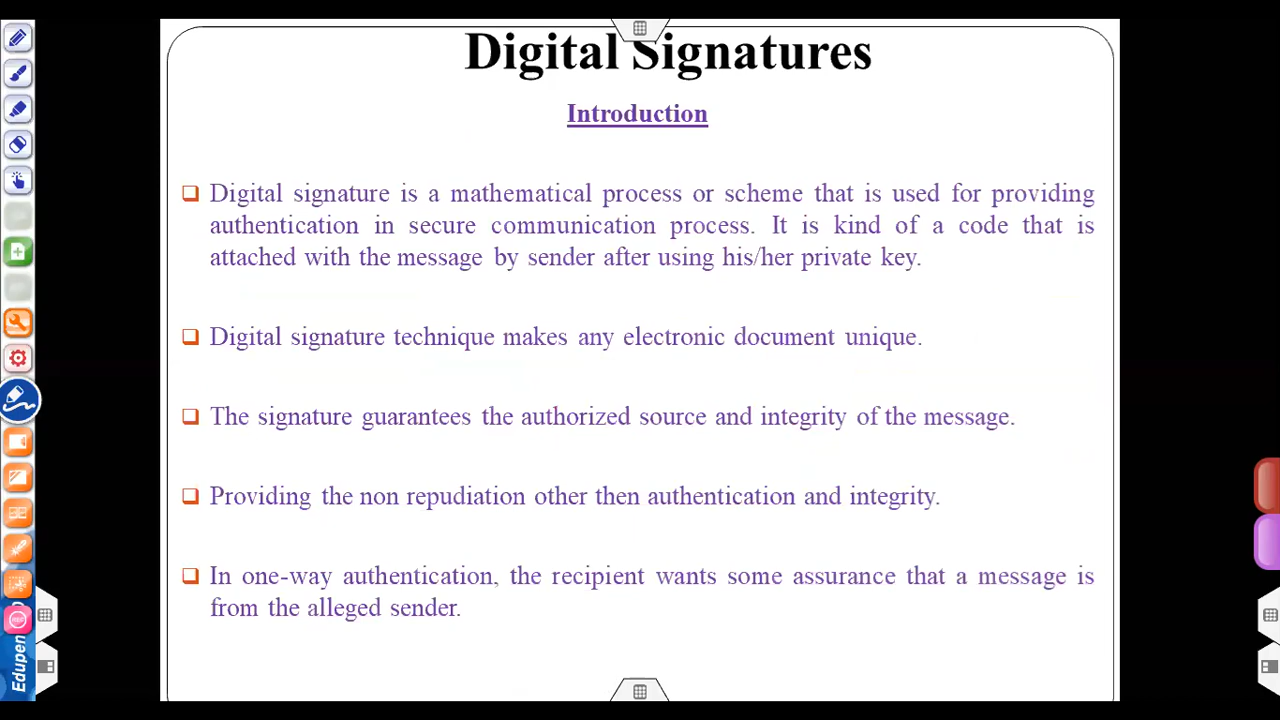 Digital Signatures
Introduction
Digital signature is a mathematical process or scheme that is used for providing
authentication in secure communication process. It is kind of a code that is
attached with the message by sender after using his/her private key.
Digital signature technique makes any electronic document unique.
The signature guarantees the authorized source and integrity of the message.
Providing the non repudiation other then authentication and integrity.
In one-way authentication, the recipient wants some assurance that a message is
from the alleged sender.
Edupen